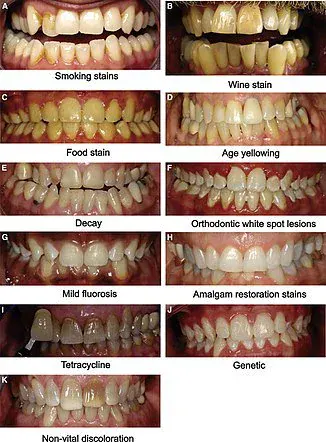 A
Smoking stains
B
Wine stain
C
Food stain
D
Age yellowing
E
Decay
F
Orthodontic white spot lesions
G
Mild fluorosis
H
Amalgam restoration stains
I
Tetracycline
J
Genetic
K
Non-vital discoloration